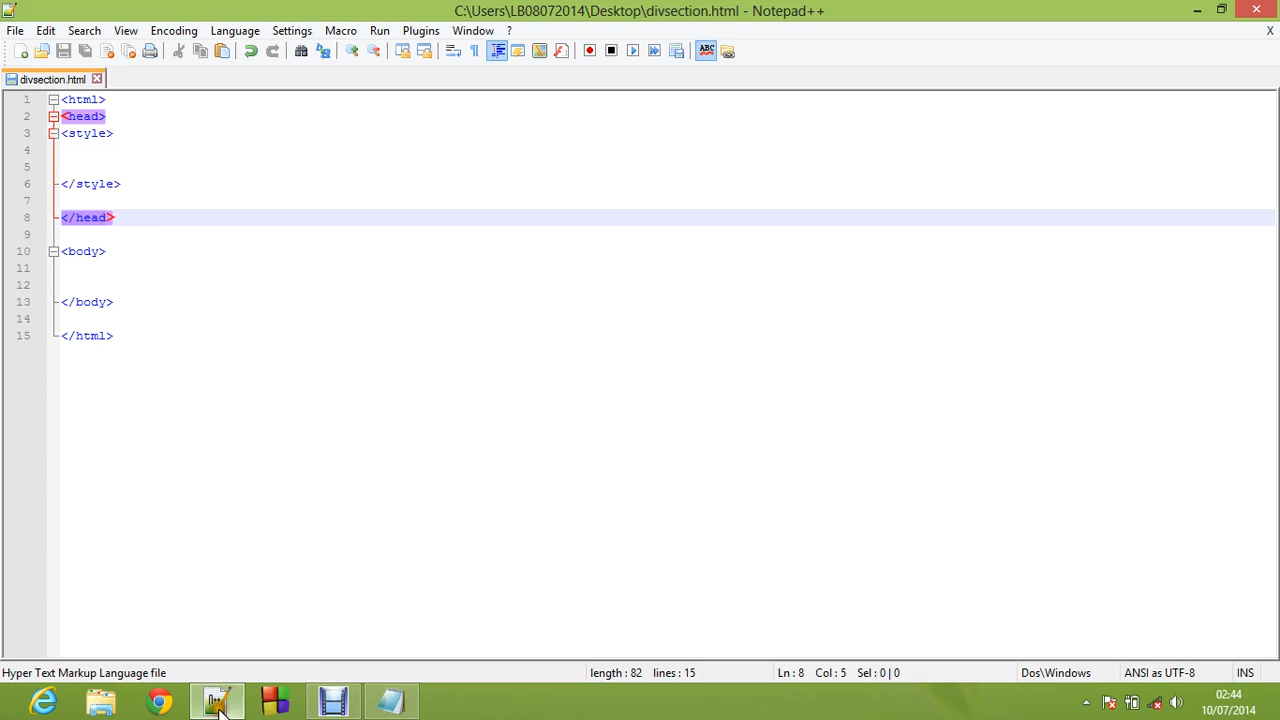 C:\Users\LB08072014\Desktop\divsection.html - Notepad++
File Edit Search View Encoding Language Settings Macro Run Plugins Window ? X
ABC
divsection.html
1 <html>
2 <head>
3 <style>
4
5
6 </style>
7
8 </head>
9
10 <body>
11
12
13 </body>
14
15 </html>
Hyper Text Markup Language file length : 82 lines : 15 Ln : 8 Col : 5 Sel : 0 | 0 Dos\Windows ANSI as UTF-8 INS
02:44
10/07/2014